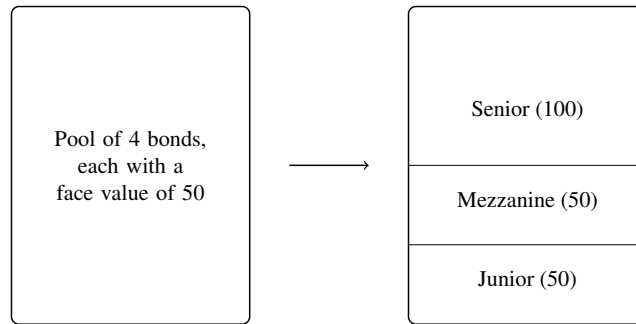 Pool of 4 bonds,
each with a
face value of 50
Senior (100)
Mezzanine (50)
Junior (50)